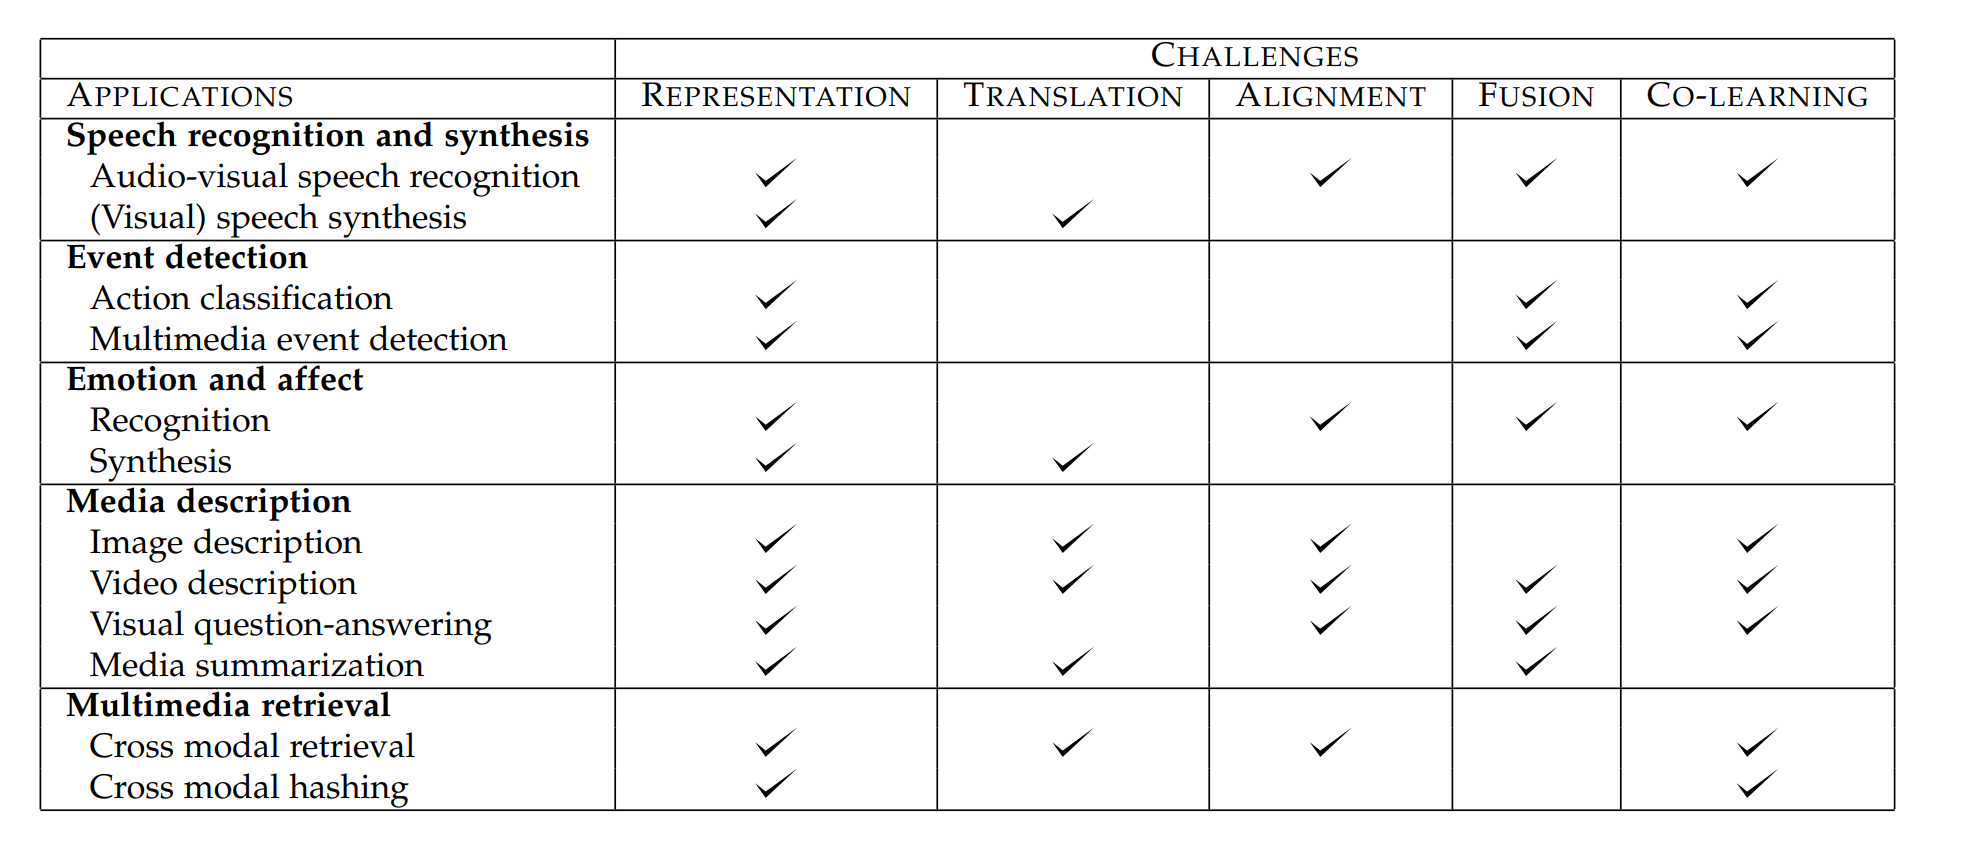 CHALLENGES
APPLICATIONS REPRESENTATION TRANSLATION ALIGNMENT FUSION CO-LEARNING
Speech recognition and synthesis
Audio-visual speech recognition ✓ ✓ ✓ ✓
(Visual) speech synthesis ✓ ✓
Event detection
Action classification ✓ ✓ ✓
Multimedia event detection ✓ ✓ ✓
Emotion and affect
Recognition ✓ ✓ ✓ ✓
Synthesis ✓ ✓
Media description
Image description ✓ ✓ ✓ ✓
Video description ✓ ✓ ✓ ✓ ✓
Visual question-answering ✓ ✓ ✓ ✓
Media summarization ✓ ✓ ✓
Multimedia retrieval
Cross modal retrieval ✓ ✓ ✓ ✓
Cross modal hashing ✓ ✓